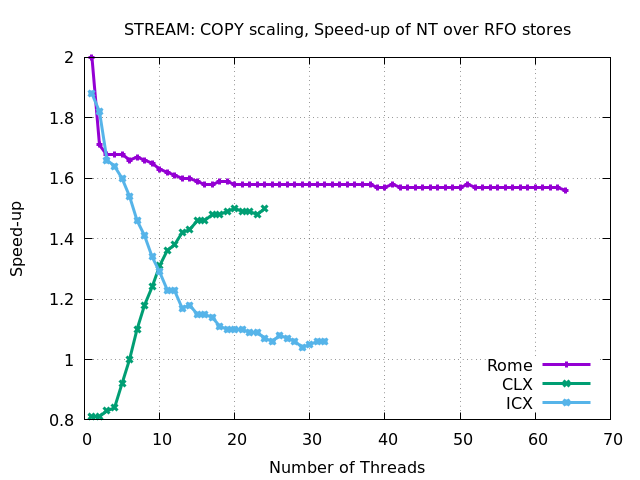 STREAM: COPY scaling, Speed-up of NT over RFO stores
2
1.8
1.6
1.4
1.2
1
0.8
Speed-up
Rome
CLX
ICX
0 10 20 30 40 50 60 70
Number of Threads